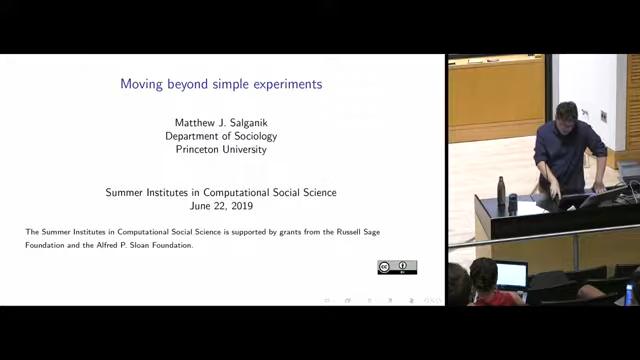 Moving beyond simple experiments
Matthew J. Salganik
Department of Sociology
Princeton University
Summer Institutes in Computational Social Science
June 22, 2019
The Summer Institutes in Computational Social Science is supported by grants from the Russell Sage
Foundation and the Alfred P. Sloan Foundation.